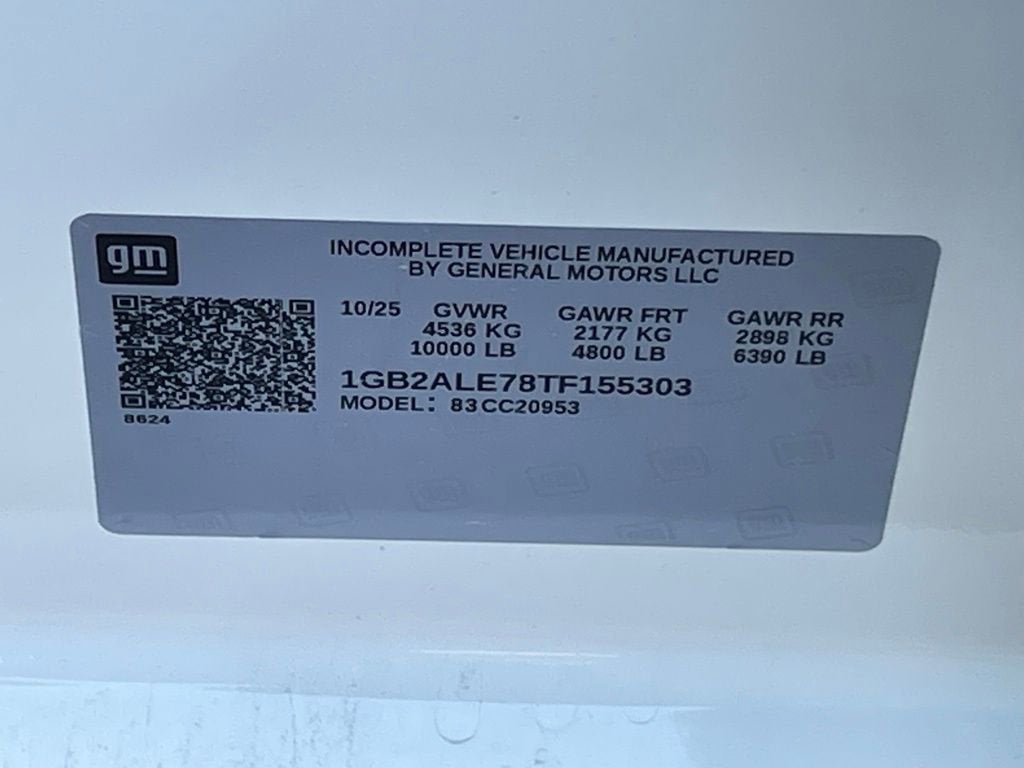 gm
INCOMPLETE VEHICLE MANUFACTURED
BY GENERAL MOTORS LLC
10/25 GVWR GAWR FRT GAWR RR
4536 KG 2177 KG 2898 KG
10000 LB 4800 LB 6390 LB
1GB2ALE78TF155303
MODEL: 83CC20953
8624